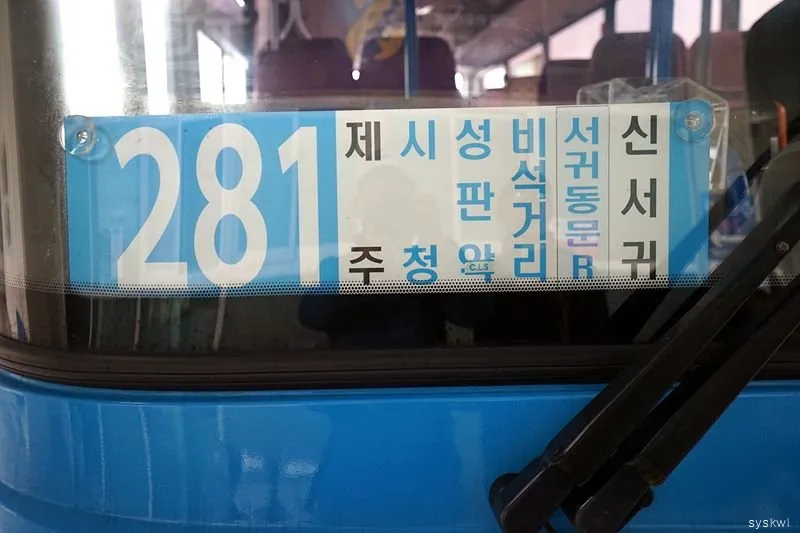 281
제주
시청
성판악
비석거리
서귀동문R
신서귀
C.LS
syskwl